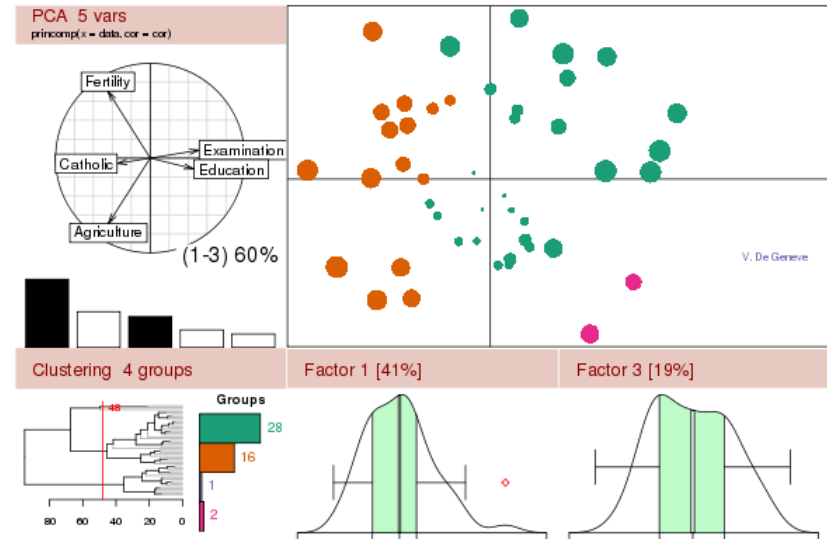 PCA 5 vars
princomp(x = data, cor = cor)
Fertility
Examination
Catholic
Education
Agriculture
(1-3) 60%
V. De Geneve
Clustering 4 groups
Factor 1 [41%]
Factor 3 [19%]
Groups
48
28
16
1
2
80 60 40 20 0